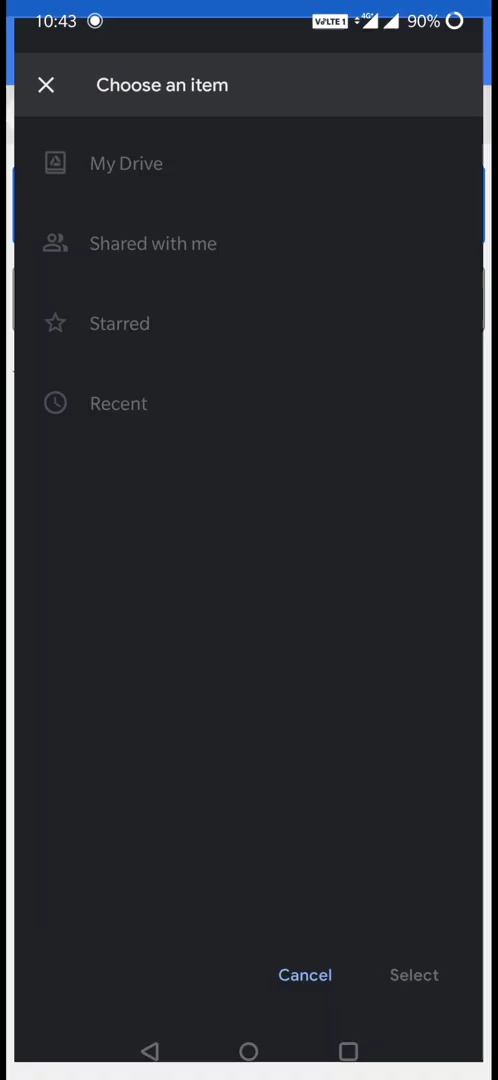 10:43 VoLTE 1 4G+ 90%
Choose an item
My Drive
Shared with me
Starred
Recent
Cancel Select